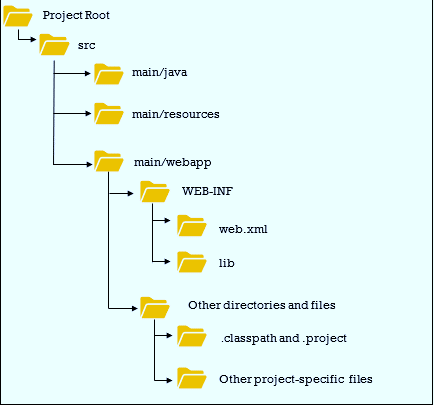 Project Root
src
main/java
main/resources
main/webapp
WEB-INF
web.xml
lib
Other directories and files
.classpath and .project
Other project-specific files